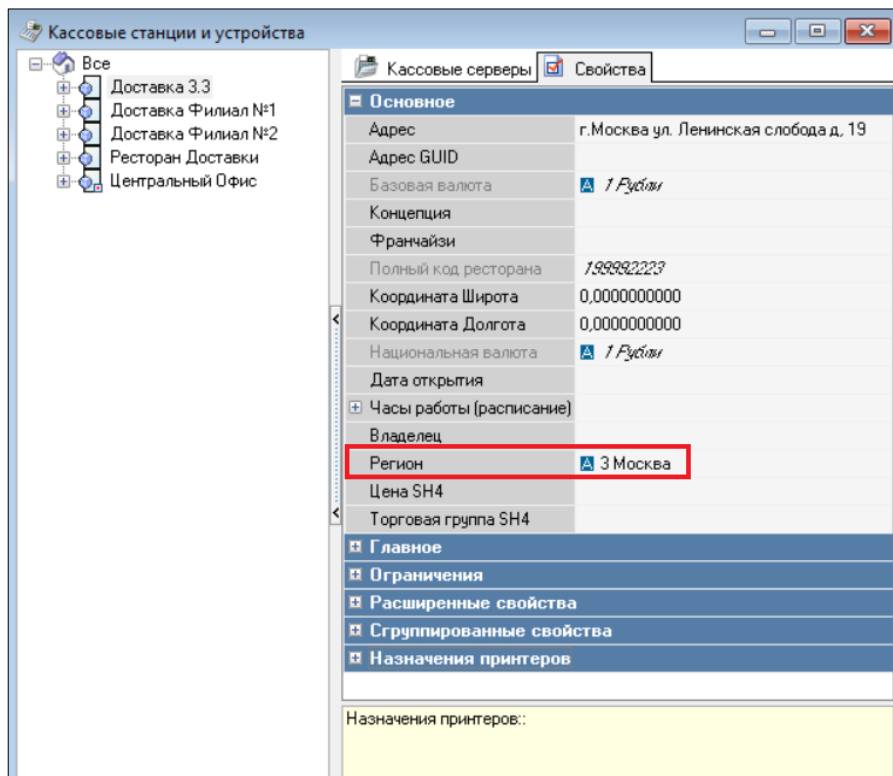 Кассовые станции и устройства
Все
Доставка 3.3
Доставка Филиал №1
Доставка Филиал №2
Ресторан Доставки
Центральный Офис
Кассовые серверы Свойства
Основное
Адрес г.Москва ул. Ленинская слобода д. 19
Адрес GUID
Базовая валюта A 1 Рубли
Концепция
Франчайзи
Полный код ресторана 199992223
Координата Широта 0,0000000000
Координата Долгота 0,0000000000
Национальная валюта A 1 Рубли
Дата открытия
Часы работы (расписание)
Владелец
Регион A 3 Москва
Цена SH4
Торговая группа SH4
Главное
Ограничения
Расширенные свойства
Сгруппированные свойства
Назначения принтеров
Назначения принтеров::